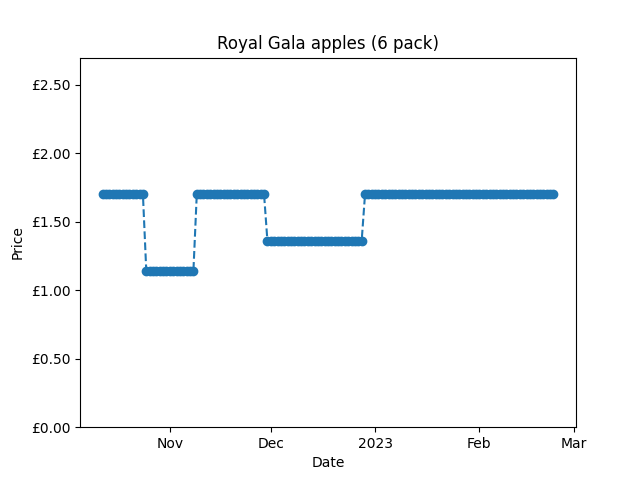 Royal Gala apples (6 pack)
£2.50
£2.00
£1.50
£1.00
£0.50
£0.00
Price
Nov Dec 2023 Feb Mar
Date